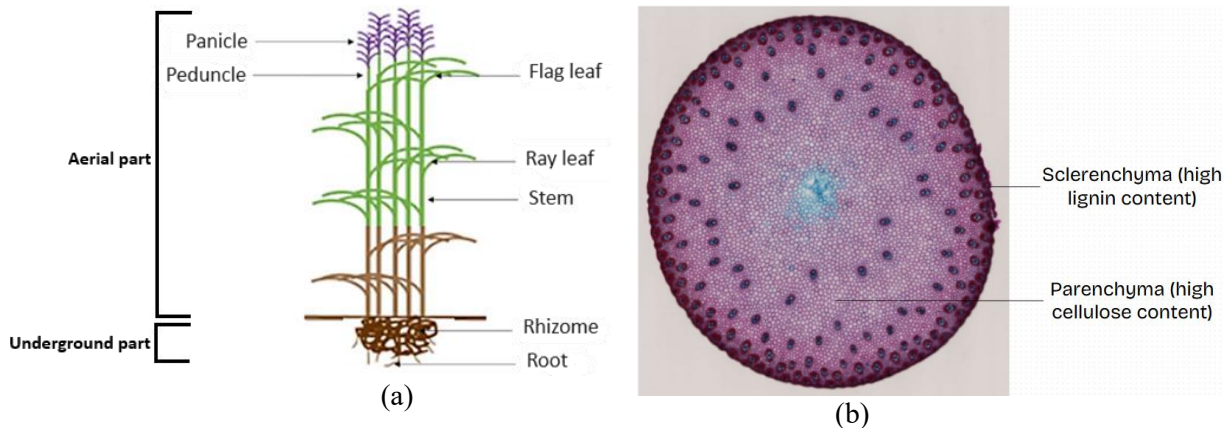 Panicle
Peduncle
Flag leaf
Aerial part
Ray leaf
Stem
Rhizome
Underground part
Root
(a)
Sclerenchyma (high
lignin content)
Parenchyma (high
cellulose content)
(b)